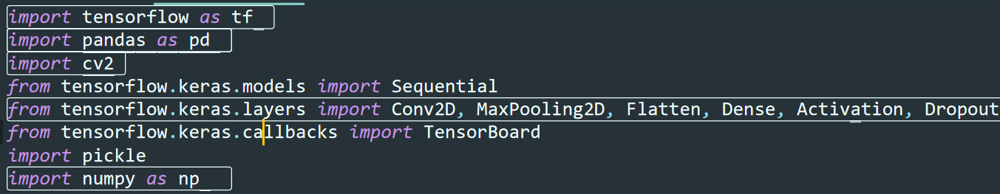 import tensorflow as tf
import pandas as pd
import cv2
from tensorflow.keras.models import Sequential
from tensorflow.keras.layers import Conv2D, MaxPooling2D, Flatten, Dense, Activation, Dropout
from tensorflow.keras.callbacks import TensorBoard
import pickle
import numpy as np